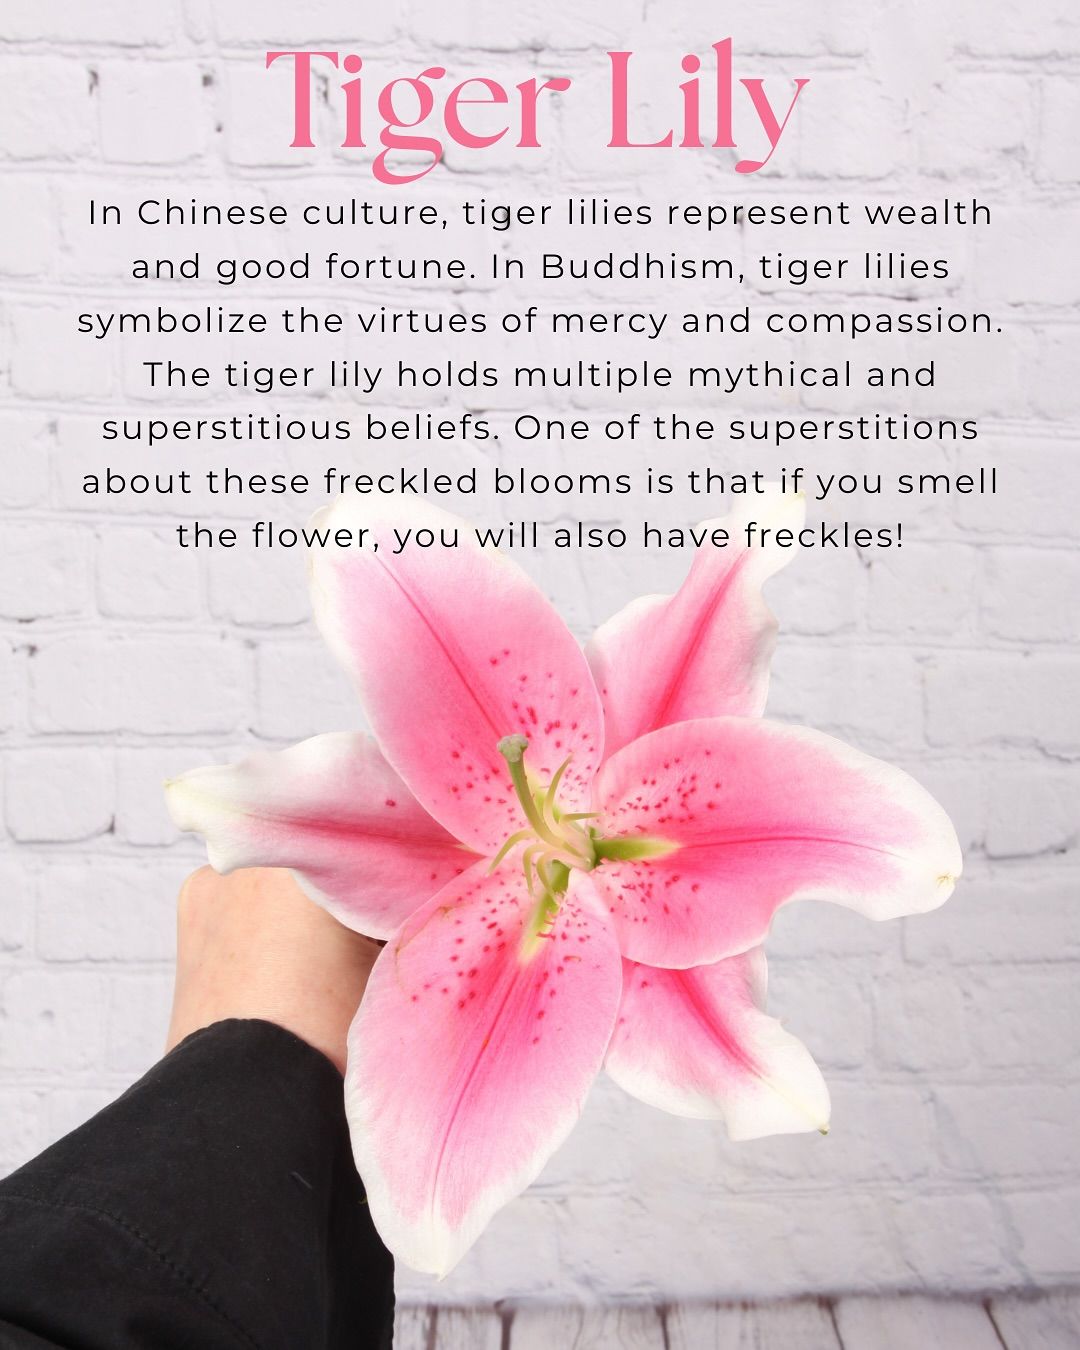 Tiger Lily
In Chinese culture, tiger lilies represent wealth
and good fortune. In Buddhism, tiger lilies
symbolize the virtues of mercy and compassion.
The tiger lily holds multiple mythical and
superstitious beliefs. One of the superstitions
about these freckled blooms is that if you smell
the flower, you will also have freckles!